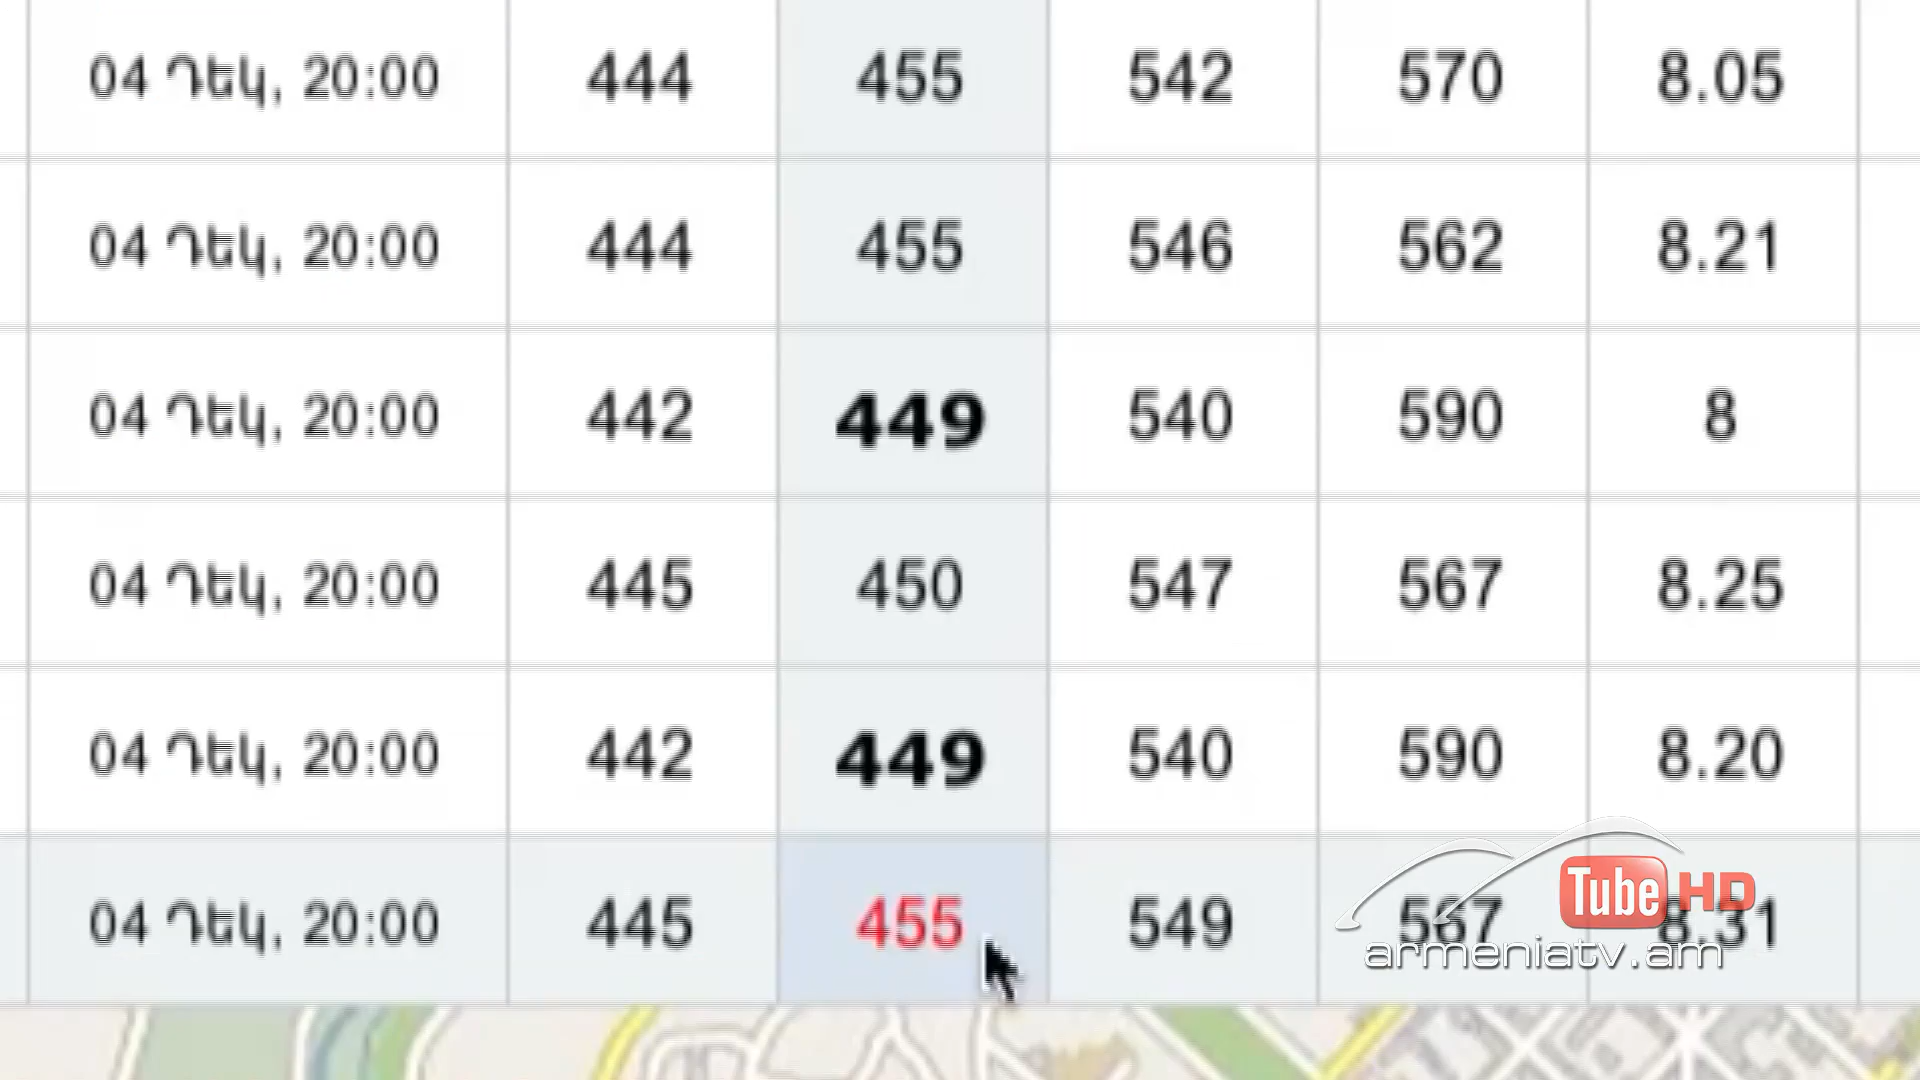 04 Դեկ, 20:00 444 455 542 570 8.05
04 Դեկ, 20:00 444 455 546 562 8.21
04 Դեկ, 20:00 442 449 540 590 8
04 Դեկ, 20:00 445 450 547 567 8.25
04 Դեկ, 20:00 442 449 540 590 8.20
04 Դեկ, 20:00 445 455 549 567 8.31
Tube HD
armeniatv.am